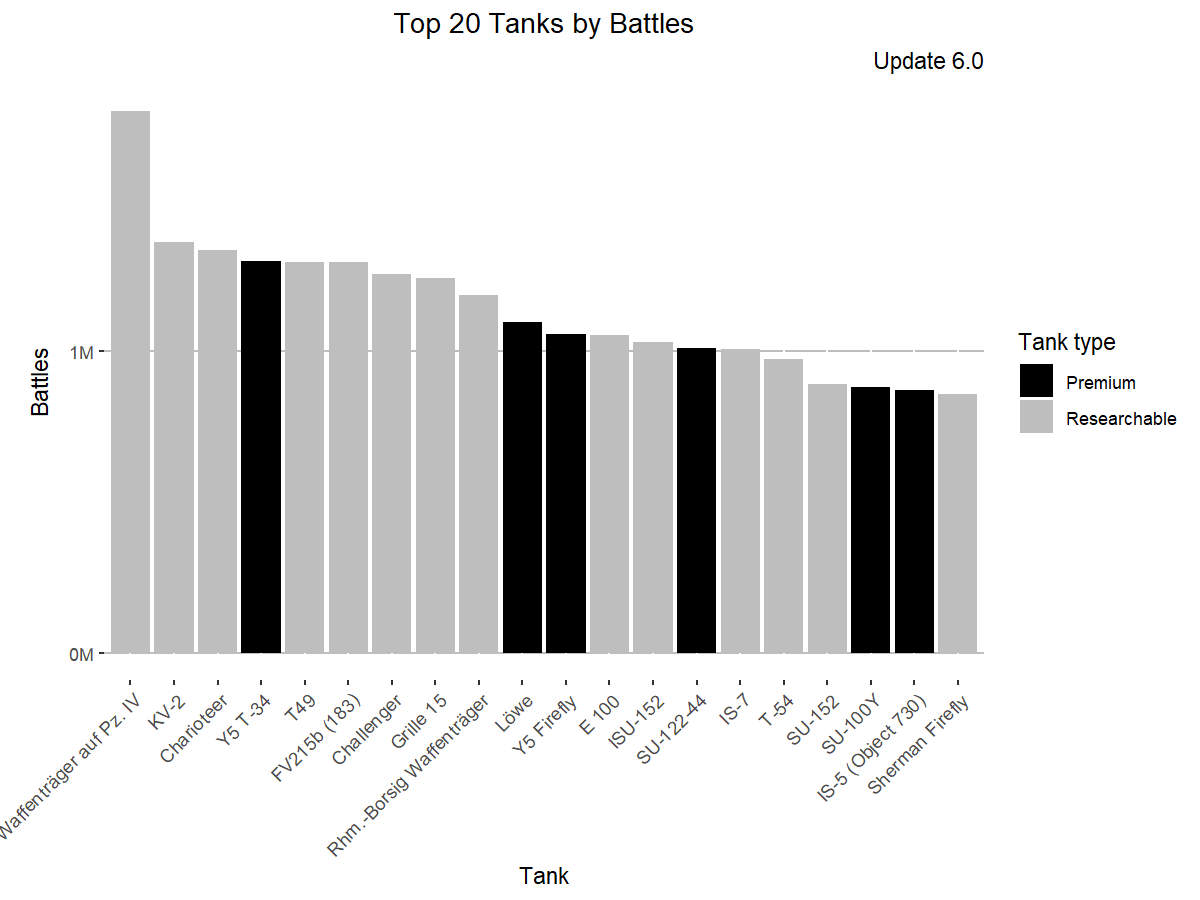 Top 20 Tanks by Battles
Update 6.0
Battles
1M
0M
Waffenträger auf Pz. IV
KV-2
Charioteer
Y5 T-34
T49
FV215b (183)
Challenger
Grille 15
Rhm.-Borsig Waffenträger
Löwe
Y5 Firefly
E 100
ISU-152
SU-122-44
IS-7
T-54
SU-152
SU-100Y
IS-5 (Object 730)
Sherman Firefly
Tank
Tank type
Premium
Researchable